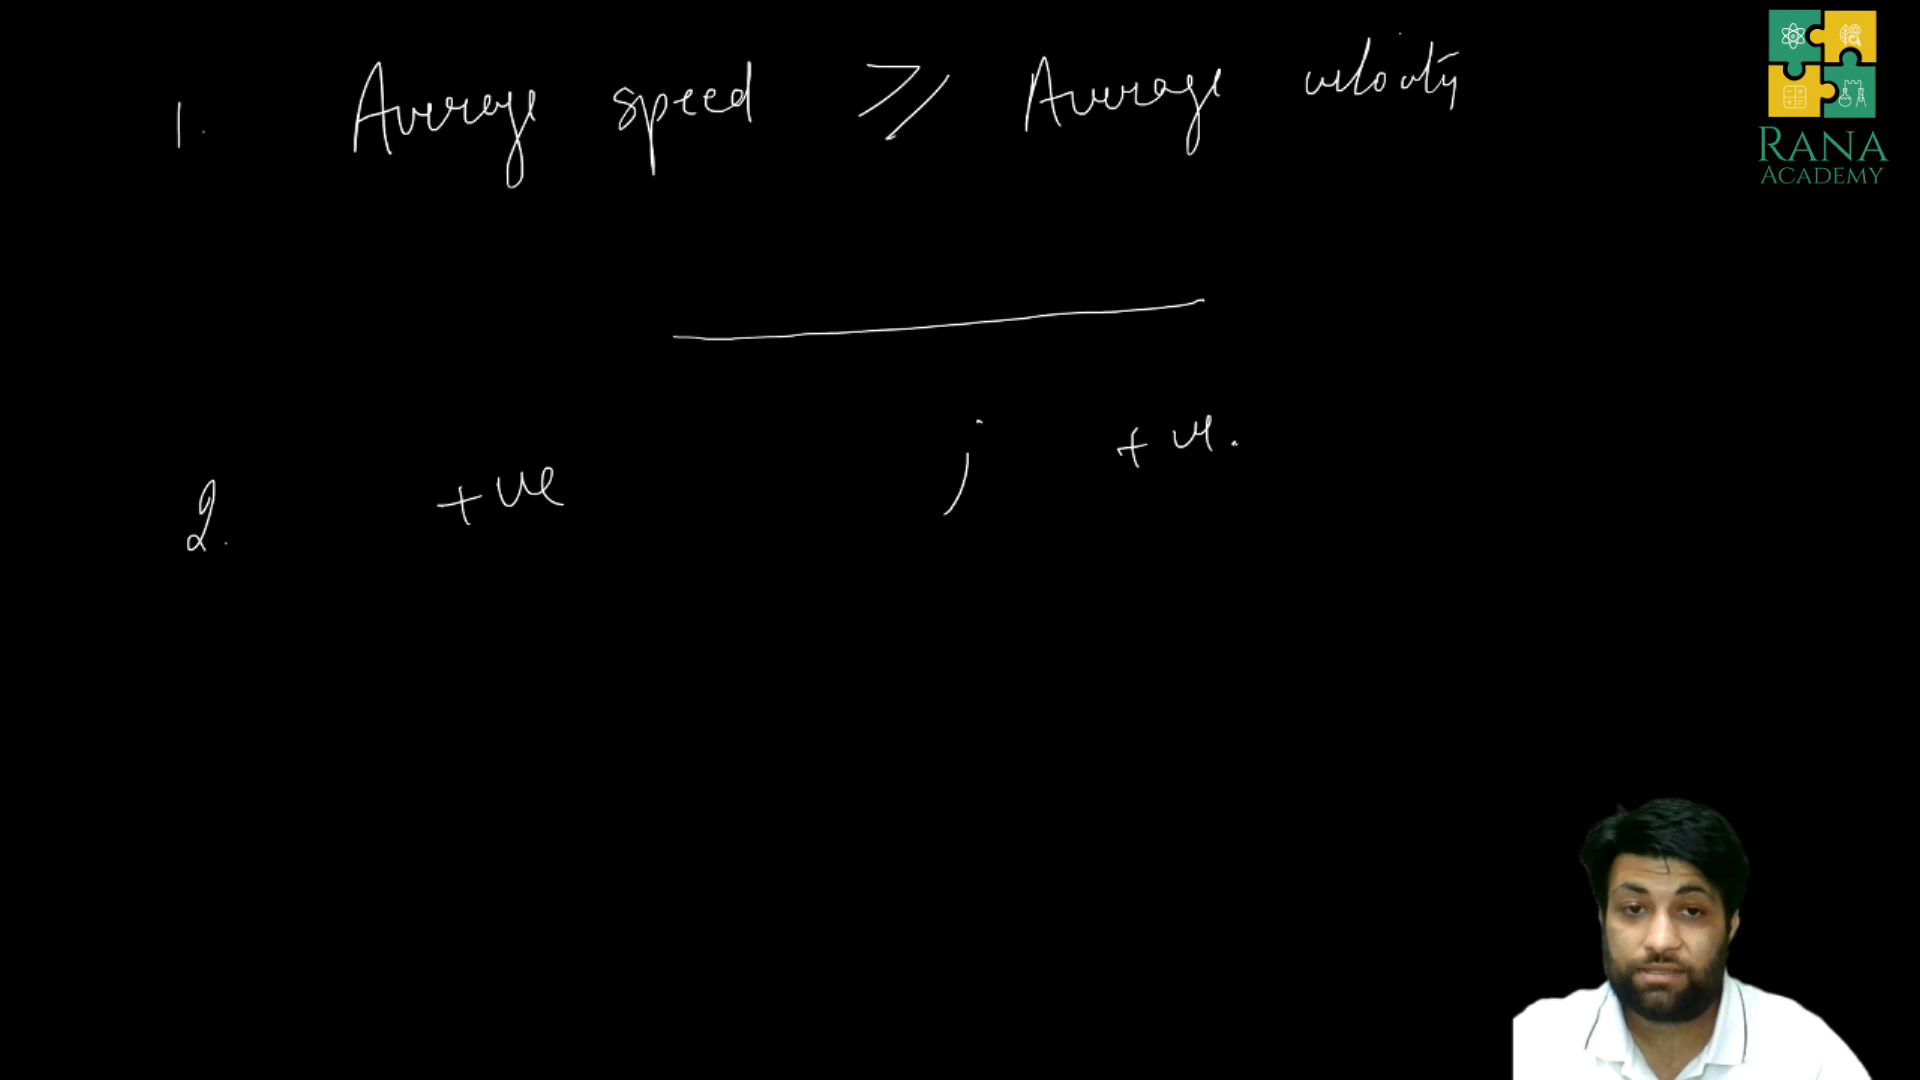 1. Average speed ≥ Average velocity
RANA
ACADEMY
2. +ve ; +ve.